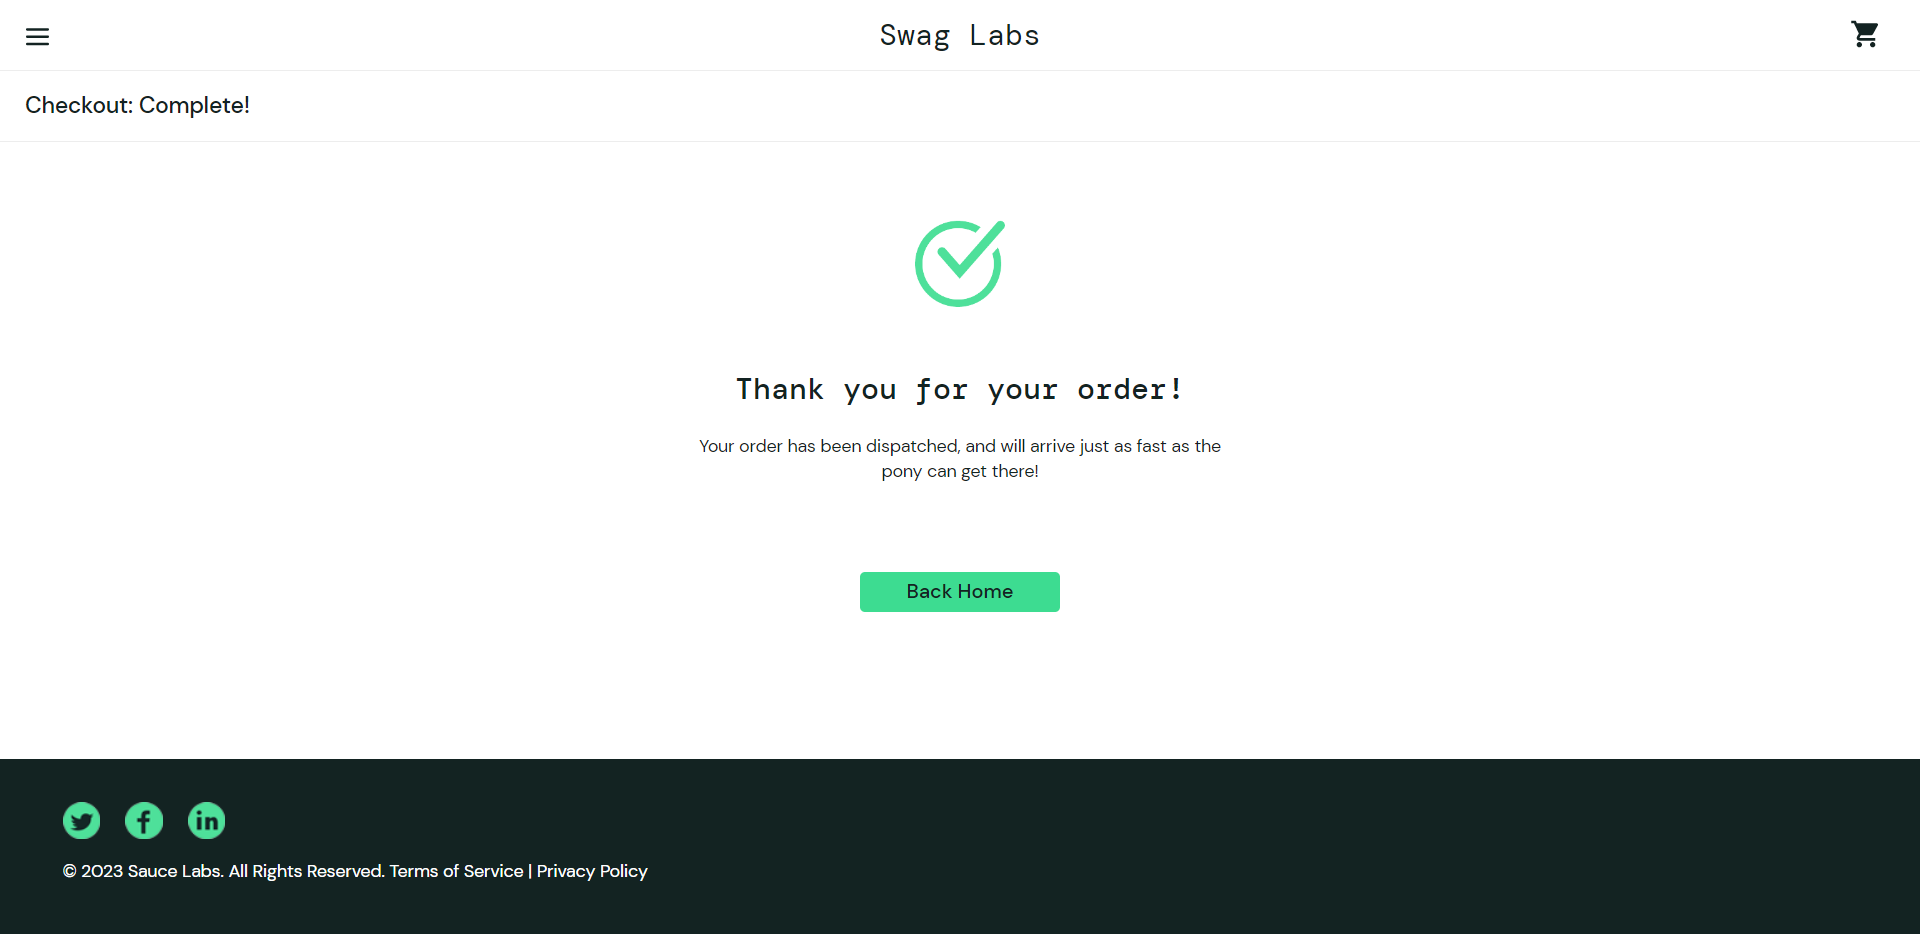 Swag Labs
Checkout: Complete!
Thank you for your order!
Your order has been dispatched, and will arrive just as fast as the
pony can get there!
Back Home
© 2023 Sauce Labs. All Rights Reserved. Terms of Service | Privacy Policy